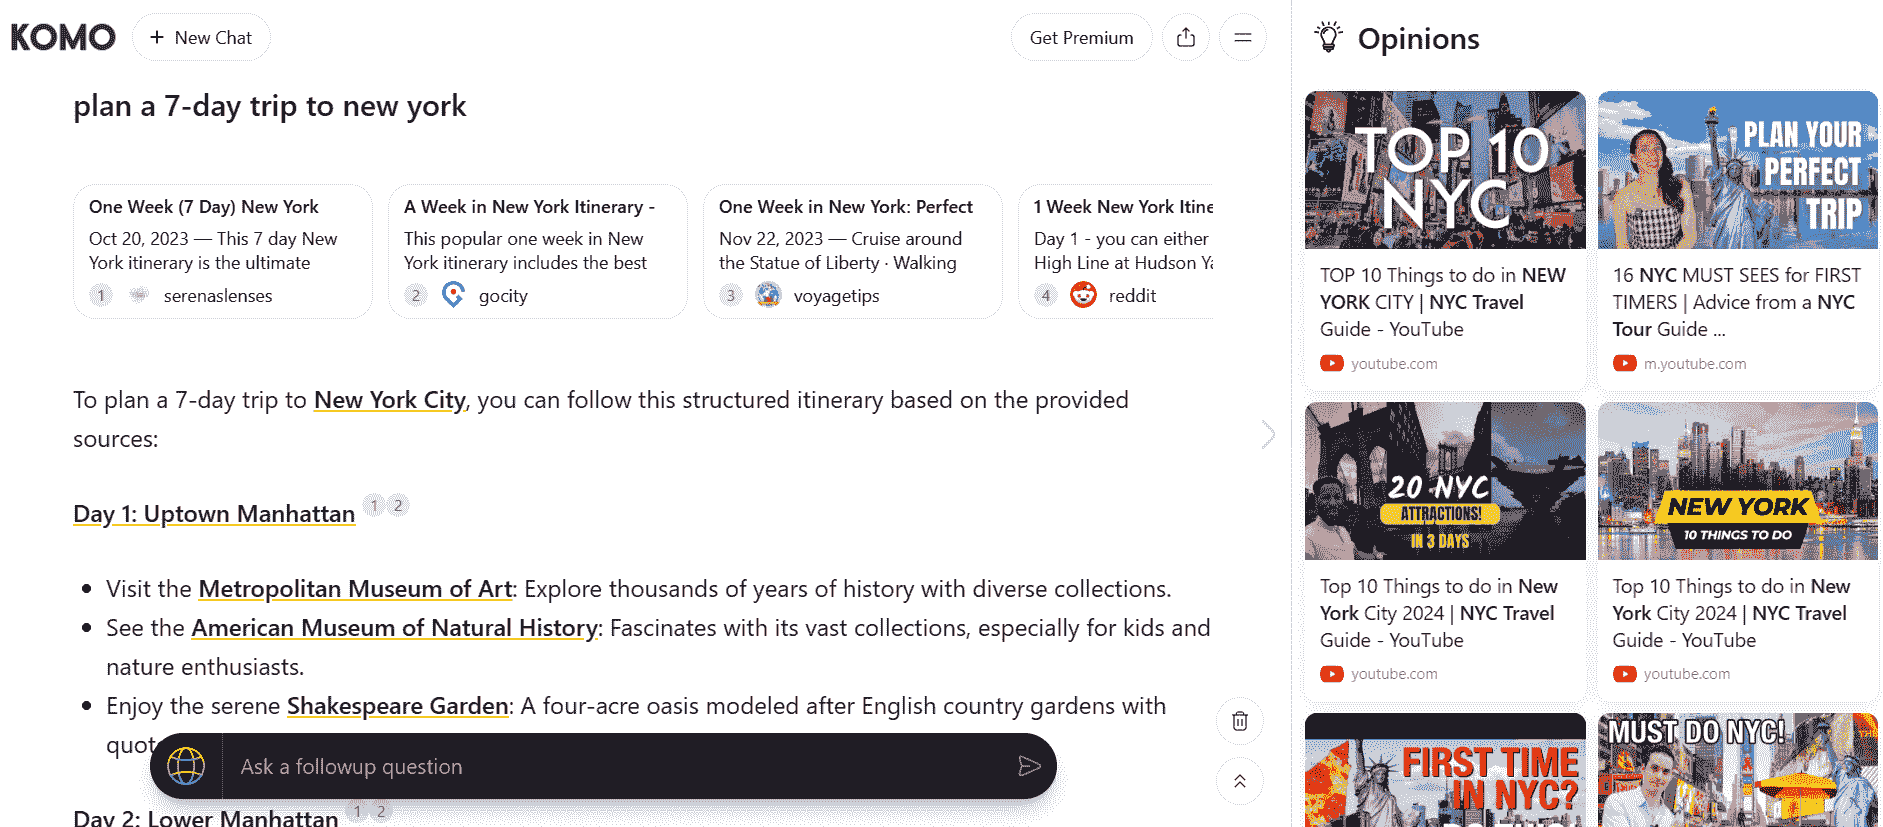 KOMO
+ New Chat
Get Premium
plan a 7-day trip to new york
One Week (7 Day) New York
Oct 20, 2023 — This 7 day New
York itinerary is the ultimate
1 serenaslenses
A Week in New York Itinerary -
This popular one week in New
York itinerary includes the best
2 gocity
One Week in New York: Perfect
Nov 22, 2023 — Cruise around
the Statue of Liberty · Walking
3 voyagetips
1 Week New York Itine
Day 1 - you can either
High Line at Hudson Ya
4 reddit
To plan a 7-day trip to New York City, you can follow this structured itinerary based on the provided
sources:
Day 1: Uptown Manhattan 1 2
• Visit the Metropolitan Museum of Art: Explore thousands of years of history with diverse collections.
• See the American Museum of Natural History: Fascinates with its vast collections, especially for kids and
nature enthusiasts.
• Enjoy the serene Shakespeare Garden: A four-acre oasis modeled after English country gardens with
quot
Ask a followup question
Day 2: Lower Manhattan 1 2
Opinions
TOP 10
NYC
TOP 10 Things to do in NEW
YORK CITY | NYC Travel
Guide - YouTube
youtube.com
PLAN YOUR
PERFECT
TRIP
16 NYC MUST SEES for FIRST
TIMERS | Advice from a NYC
Tour Guide ...
m.youtube.com
20 NYC
ATTRACTIONS!
IN 3 DAYS
Top 10 Things to do in New
York City 2024 | NYC Travel
Guide - YouTube
youtube.com
NEW YORK
10 THINGS TO DO
Top 10 Things to do in New
York City 2024 | NYC Travel
Guide - YouTube
youtube.com
FIRST TIME
IN NYC?
MUST DO NYC!